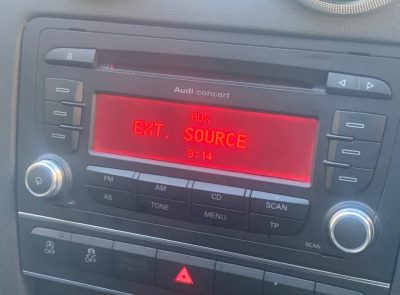 Audi concert
AUX
EXT. SOURCE
8:14
FM
AM
CD
SCAN
AS
TONE
MENU
TP
SCAN
OFF
OFF